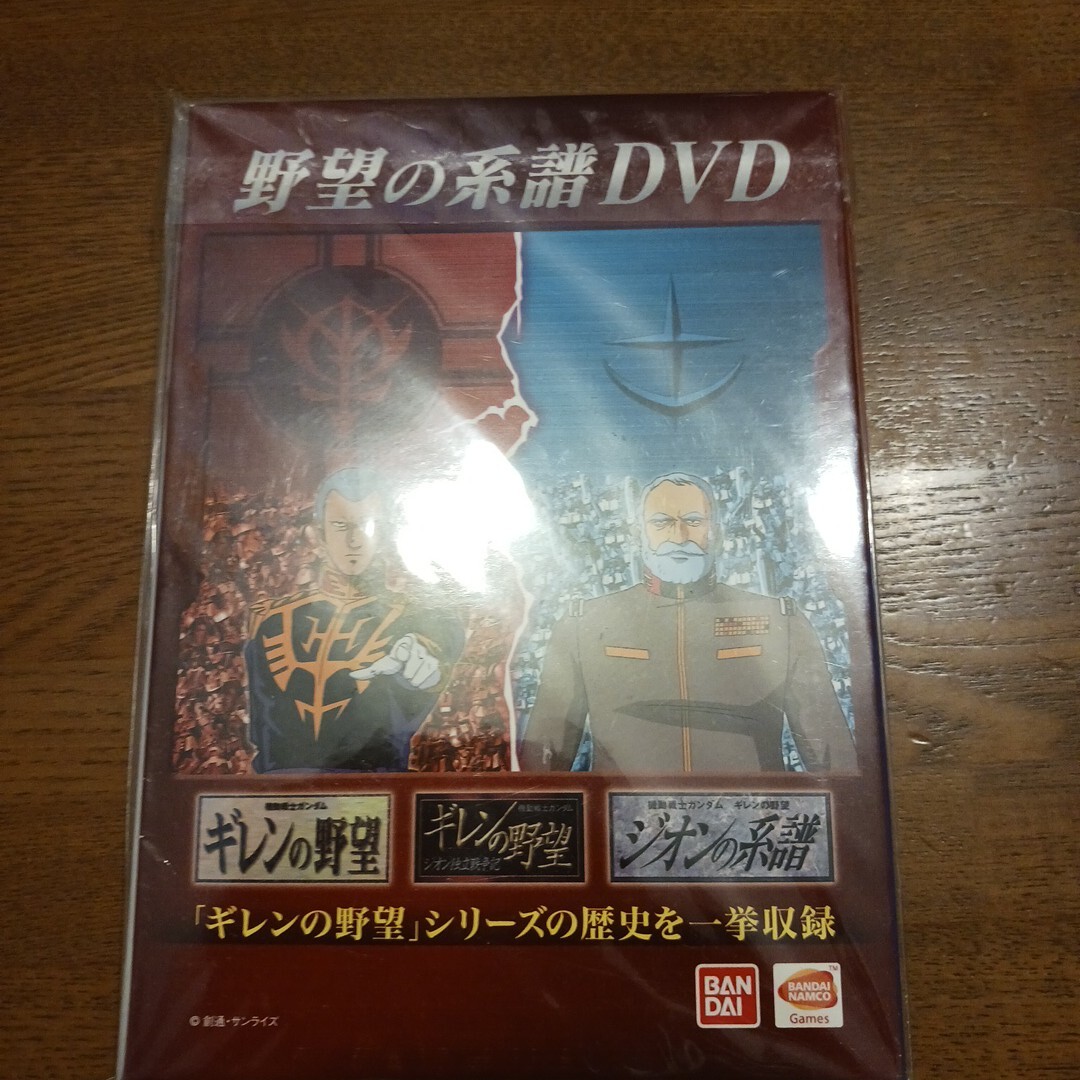 野望の系譜DVD
機動戦士ガンダム
ギレンの野望
機動戦士ガンダム
ギレンの野望
ジオン独立戦争記
機動戦士ガンダム ギレンの野望
ジオンの系譜
「ギレンの野望」シリーズの歴史を一挙収録
BAN
DAI
BANDAI
NAMCO
Games
TM
© 創通・サンライズ